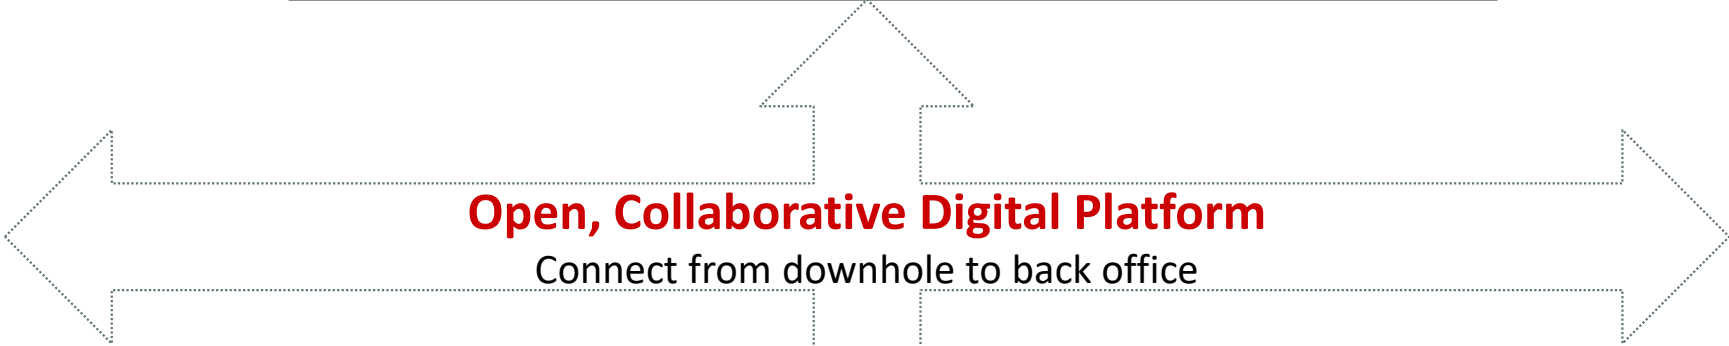 Open, Collaborative Digital Platform
Connect from downhole to back office